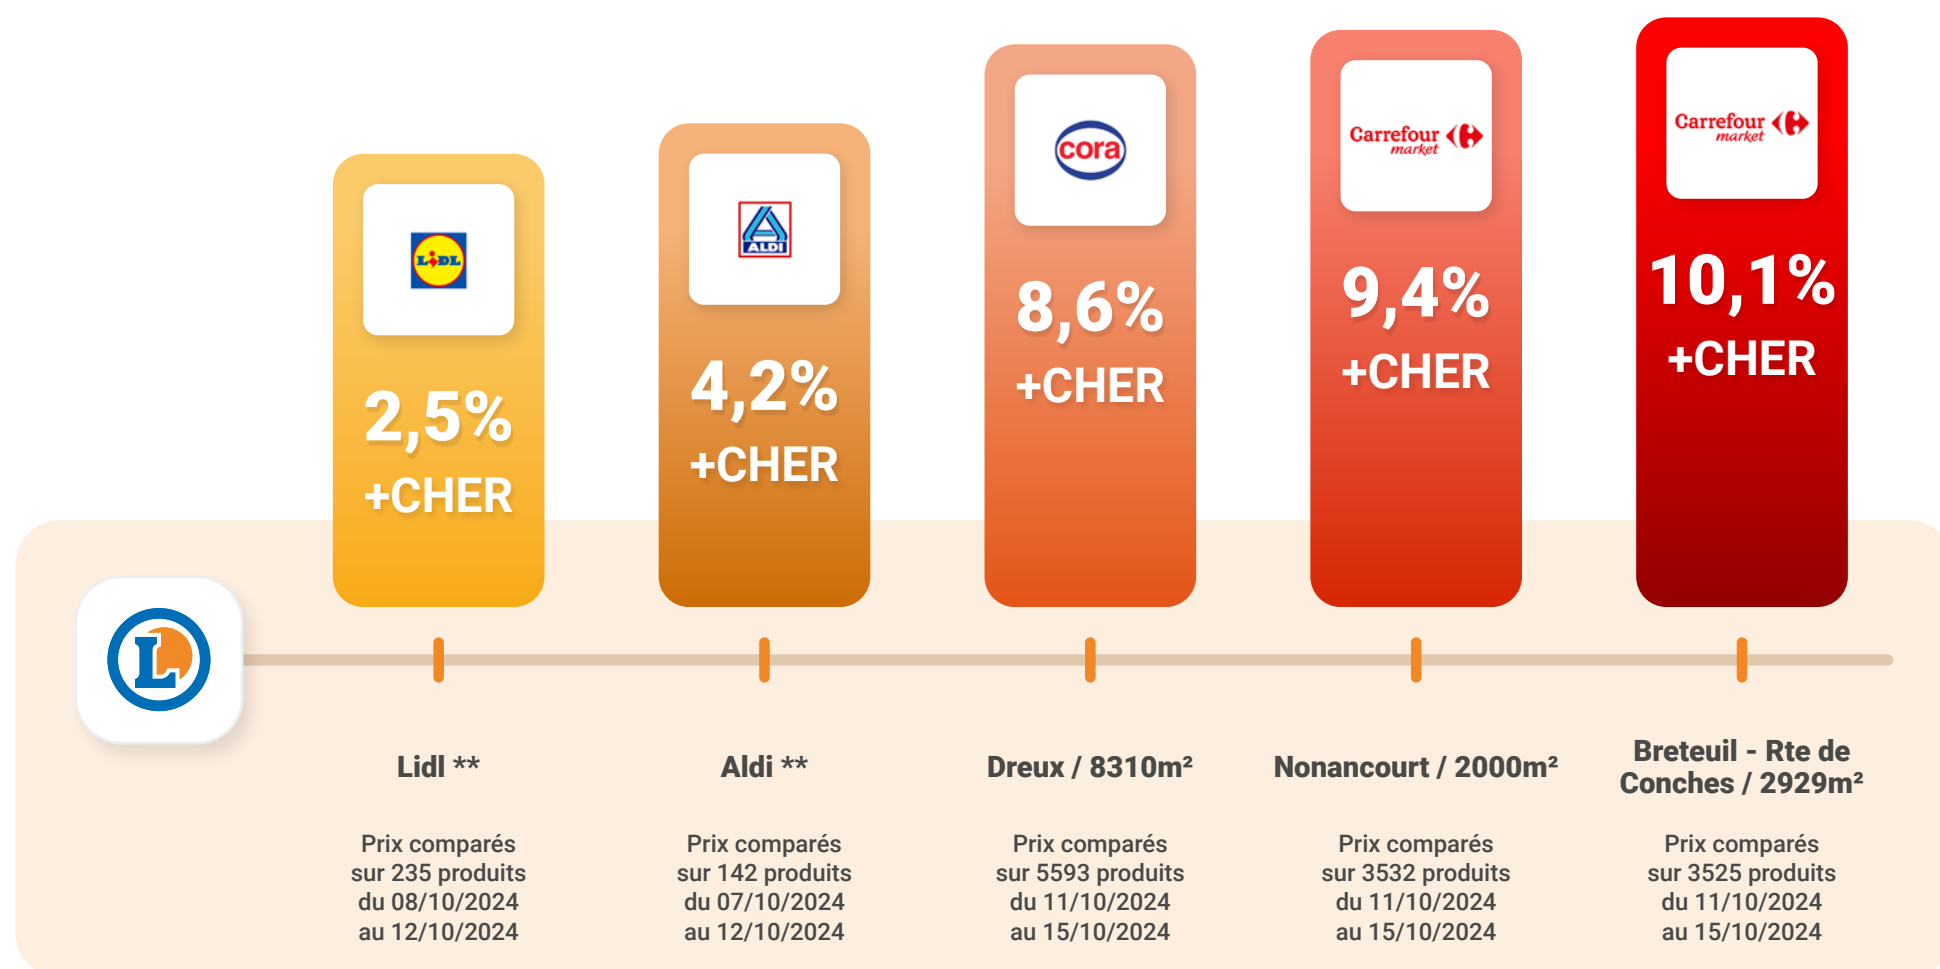 LIDL
2,5%
+CHER
ALDI
4,2%
+CHER
cora
8,6%
+CHER
Carrefour
market
9,4%
+CHER
Carrefour
market
10,1%
+CHER
L
Lidl **
Prix comparés
sur 235 produits
du 08/10/2024
au 12/10/2024
Aldi **
Prix comparés
sur 142 produits
du 07/10/2024
au 12/10/2024
Dreux / 8310m²
Prix comparés
sur 5593 produits
du 11/10/2024
au 15/10/2024
Nonancourt / 2000m²
Prix comparés
sur 3532 produits
du 11/10/2024
au 15/10/2024
Breteuil - Rte de
Conches / 2929m²
Prix comparés
sur 3525 produits
du 11/10/2024
au 15/10/2024